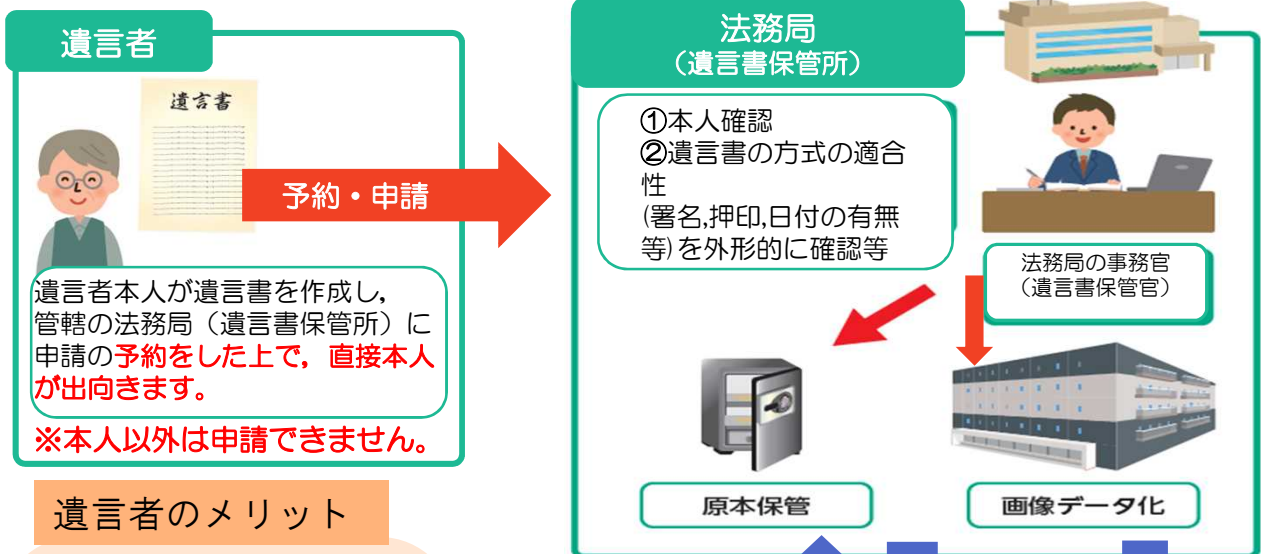 遺言者
遺言書
予約・申請
遺言者本人が遺言書を作成し,
管轄の法務局（遺言書保管所）に
申請の予約をした上で，直接本人
が出向きます。
※本人以外は申請できません。
遺言者のメリット
法務局
（遺言書保管所）
①本人確認
②遺言書の方式の適合
性
(署名,押印,日付の有無
等)を外形的に確認等
法務局の事務官
（遺言書保管官）
原本保管
画像データ化